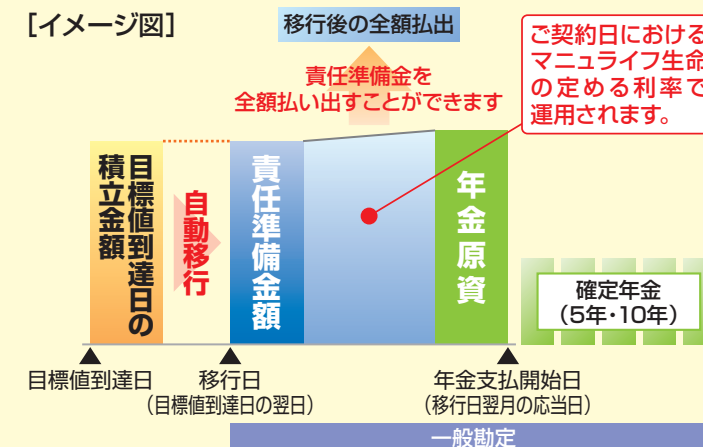 ［イメージ図］
移行後の全額払出
責任準備金を
全額払い出すことができます
ご契約日における
マニュライフ生命
の定める利率で
運用されます。
目標値到達日の
積立金額
自動移行
責任準備金額
年金原資
確定年金
（5年・10年）
目標値到達日
移行日
（目標値到達日の翌日）
年金支払開始日
（移行日翌月の応当日）
一般勘定